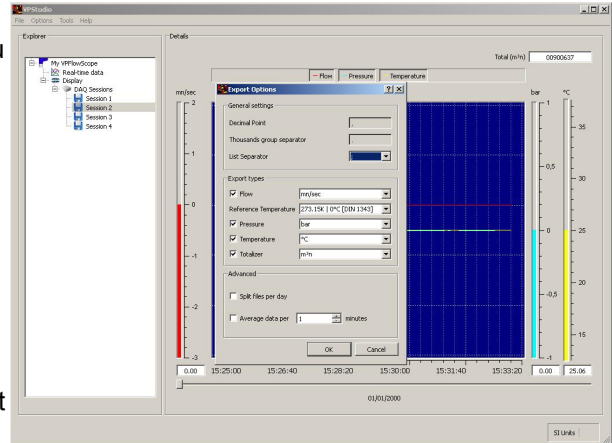 VPStudio
File Options Tools Help
Explorer
My VPFlowScope
Real-time data
Display
DAQ Sessions
Session 1
Session 2
Session 3
Session 4
Details
Total (m³n) 00900637
Flow Pressure Temperature
mn/sec
bar °C
2
1
0
-1
-2
-3
1
0,5
0
-0,5
-1
35
30
25
20
15
Export Options
General settings
Decimal Point
Thousands group separator
List Separator
Export types
Flow mn/sec
Reference Temperature 273.15K | 0°C [DIN 1343]
Pressure bar
Temperature °C
Totalizer m³n
Advanced
Split files per day
Average data per 1 minutes
OK Cancel
0.00 15:25:00 15:26:40 15:28:20 15:30:00 15:31:40 15:33:20 0.00 25.06
01/01/2000
SI Units